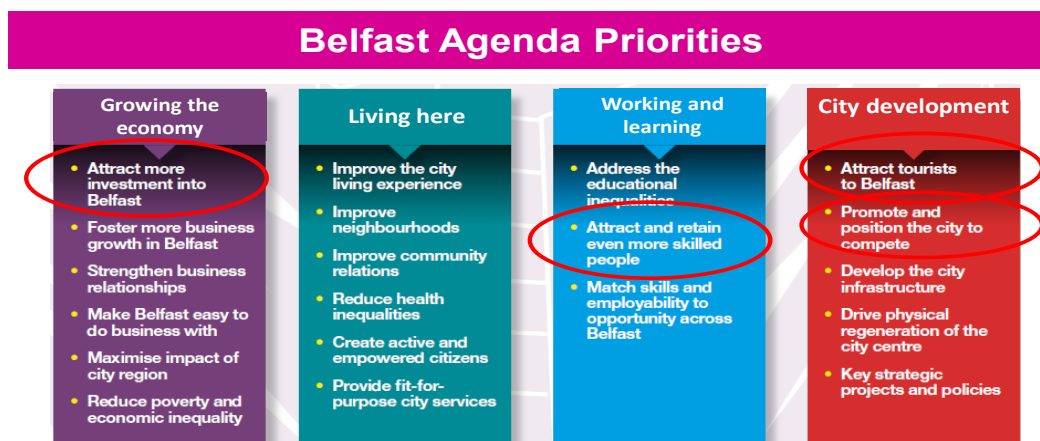 Belfast Agenda Priorities
Growing the
economy
• Attract more
investment into
Belfast
• Foster more business
growth in Belfast
• Strengthen business
relationships
• Make Belfast easy to
do business with
• Maximise impact of
city region
• Reduce poverty and
economic inequality
Living here
• Improve the city
living experience
• Improve
neighbourhoods
• Improve community
relations
• Reduce health
inequalities
• Create active and
empowered citizens
• Provide fit-for-
purpose city services
Working and
learning
• Address the
educational
inequalities
• Attract and retain
even more skilled
people
• Match skills and
employability to
opportunity across
Belfast
City development
• Attract tourists
to Belfast
• Promote and
position the city to
compete
• Develop the city
infrastructure
• Drive physical
regeneration of the
city centre
• Key strategic
projects and policies